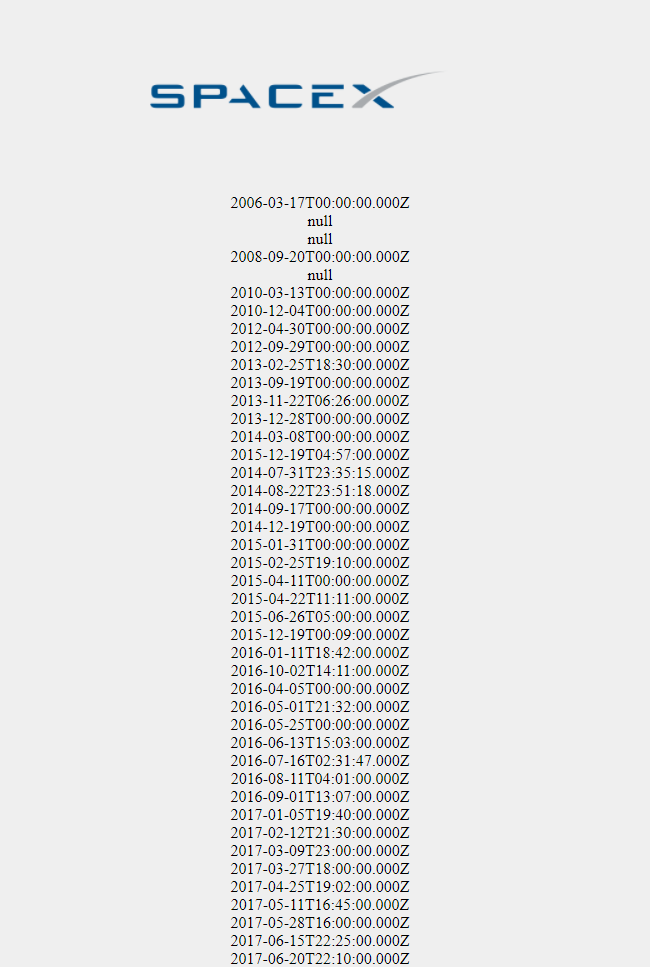 SPACEX
2006-03-17T00:00:00.000Z
null
null
2008-09-20T00:00:00.000Z
null
2010-03-13T00:00:00.000Z
2010-12-04T00:00:00.000Z
2012-04-30T00:00:00.000Z
2012-09-29T00:00:00.000Z
2013-02-25T18:30:00.000Z
2013-09-19T00:00:00.000Z
2013-11-22T06:26:00.000Z
2013-12-28T00:00:00.000Z
2014-03-08T00:00:00.000Z
2015-12-19T04:57:00.000Z
2014-07-31T23:35:15.000Z
2014-08-22T23:51:18.000Z
2014-09-17T00:00:00.000Z
2014-12-19T00:00:00.000Z
2015-01-31T00:00:00.000Z
2015-02-25T19:10:00.000Z
2015-04-11T00:00:00.000Z
2015-04-22T11:11:00.000Z
2015-06-26T05:00:00.000Z
2015-12-19T00:09:00.000Z
2016-01-11T18:42:00.000Z
2016-10-02T14:11:00.000Z
2016-04-05T00:00:00.000Z
2016-05-01T21:32:00.000Z
2016-05-25T00:00:00.000Z
2016-06-13T15:03:00.000Z
2016-07-16T02:31:47.000Z
2016-08-11T04:01:00.000Z
2016-09-01T13:07:00.000Z
2017-01-05T19:40:00.000Z
2017-02-12T21:30:00.000Z
2017-03-09T23:00:00.000Z
2017-03-27T18:00:00.000Z
2017-04-25T19:02:00.000Z
2017-05-11T16:45:00.000Z
2017-05-28T16:00:00.000Z
2017-06-15T22:25:00.000Z
2017-06-20T22:10:00.000Z